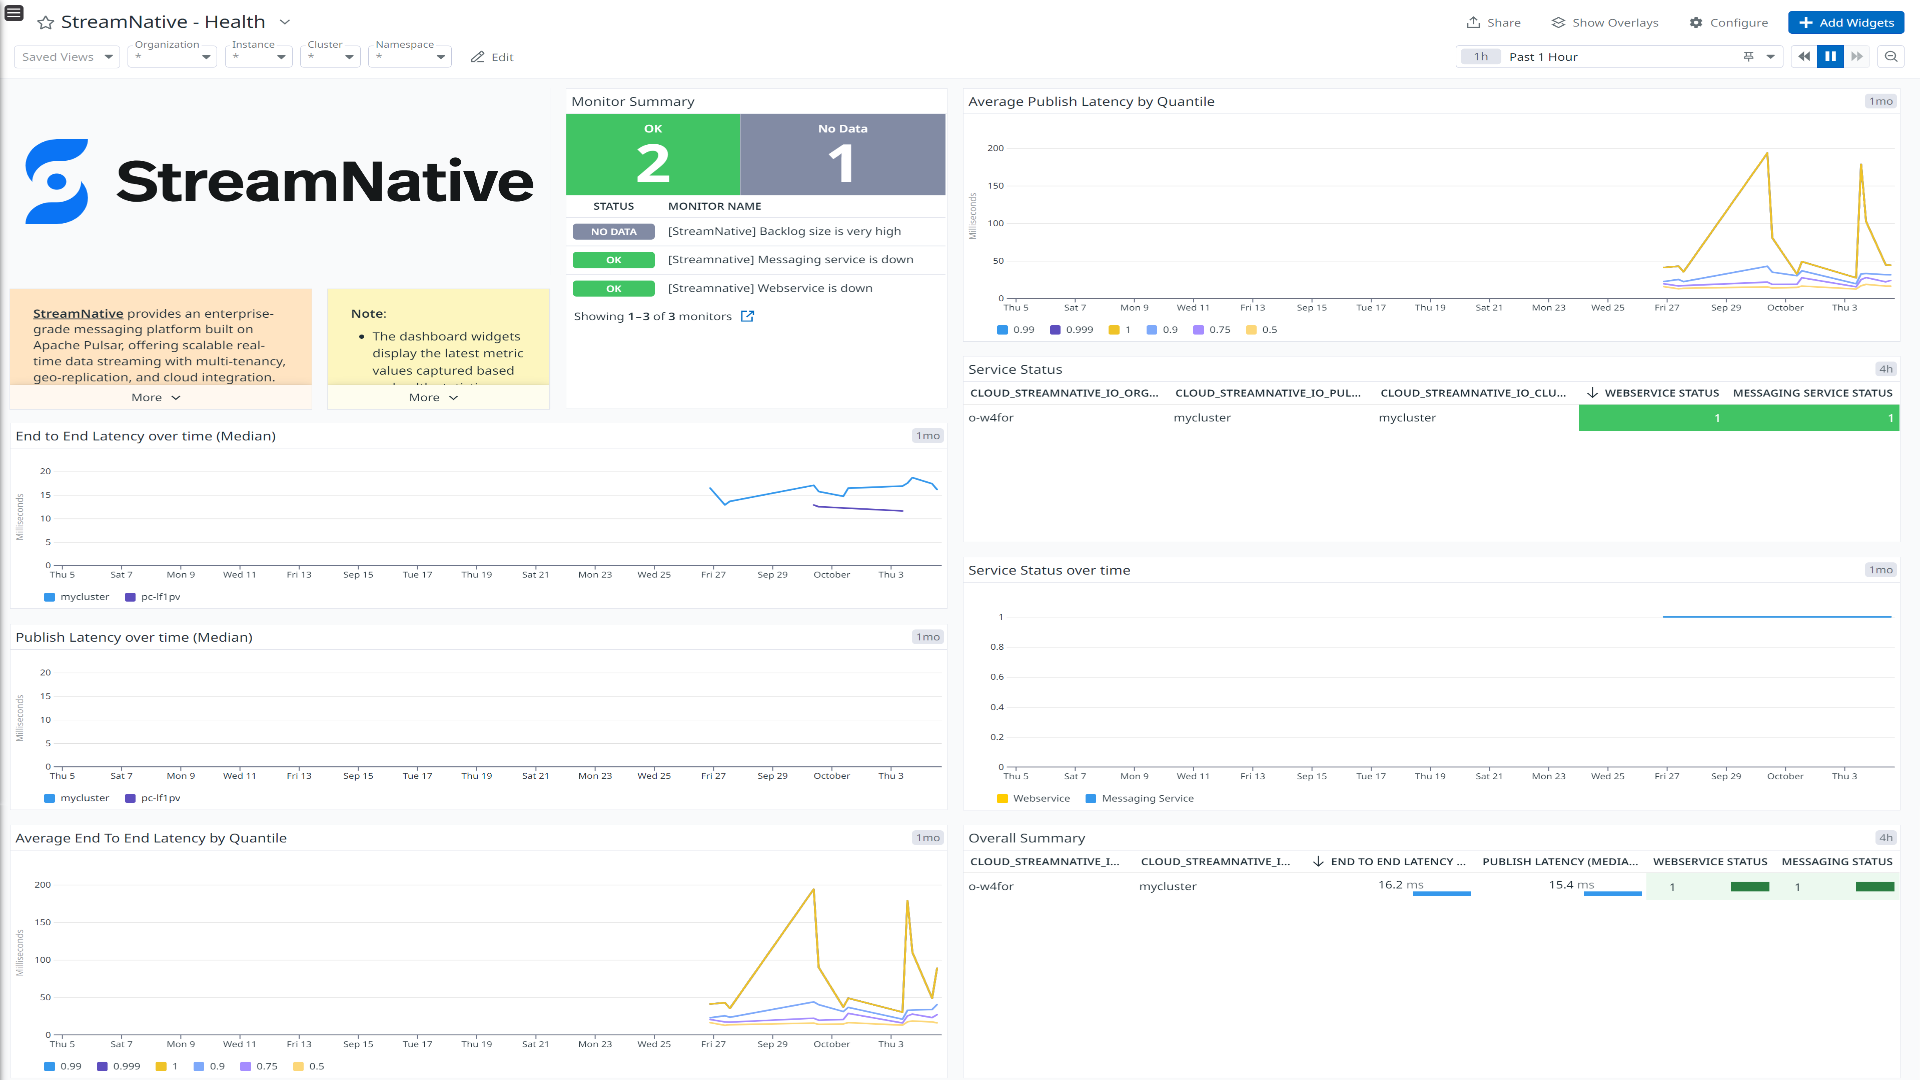 StreamNative - Health
Share
Show Overlays
Configure
Add Widgets
Saved Views
Organization
*
Instance
*
Cluster
*
Namespace
*
Edit
1h
Past 1 Hour
StreamNative
StreamNative provides an enterprise-
grade messaging platform built on
Apache Pulsar, offering scalable real-
time data streaming with multi-tenancy,
geo-replication, and cloud integration.
More
Note:
• The dashboard widgets
display the latest metric
values captured based
More
Monitor Summary
OK
2
No Data
1
STATUS MONITOR NAME
NO DATA [StreamNative] Backlog size is very high
OK [Streamnative] Messaging service is down
OK [Streamnative] Webservice is down
Showing 1–3 of 3 monitors
Average Publish Latency by Quantile
1mo
Milliseconds
200
150
100
50
0
Thu 5 Sat 7 Mon 9 Wed 11 Fri 13 Sep 15 Tue 17 Thu 19 Sat 21 Mon 23 Wed 25 Fri 27 Sep 29 October Thu 3
0.99 0.999 1 0.9 0.75 0.5
Service Status
4h
CLOUD_STREAMNATIVE_IO_ORG... CLOUD_STREAMNATIVE_IO_PUL... CLOUD_STREAMNATIVE_IO_CLU... WEBSERVICE STATUS MESSAGING SERVICE STATUS
o-w4for mycluster mycluster 1 1
End to End Latency over time (Median)
1mo
Milliseconds
20
15
10
5
0
Thu 5 Sat 7 Mon 9 Wed 11 Fri 13 Sep 15 Tue 17 Thu 19 Sat 21 Mon 23 Wed 25 Fri 27 Sep 29 October Thu 3
mycluster pc-lf1pv
Service Status over time
1mo
1
0.8
0.6
0.4
0.2
0
Thu 5 Sat 7 Mon 9 Wed 11 Fri 13 Sep 15 Tue 17 Thu 19 Sat 21 Mon 23 Wed 25 Fri 27 Sep 29 October Thu 3
Webservice Messaging Service
Publish Latency over time (Median)
1mo
Milliseconds
20
15
10
5
0
Thu 5 Sat 7 Mon 9 Wed 11 Fri 13 Sep 15 Tue 17 Thu 19 Sat 21 Mon 23 Wed 25 Fri 27 Sep 29 October Thu 3
mycluster pc-lf1pv
Average End To End Latency by Quantile
1mo
Milliseconds
200
150
100
50
0
Thu 5 Sat 7 Mon 9 Wed 11 Fri 13 Sep 15 Tue 17 Thu 19 Sat 21 Mon 23 Wed 25 Fri 27 Sep 29 October Thu 3
0.99 0.999 1 0.9 0.75 0.5
Overall Summary
4h
CLOUD_STREAMNATIVE_I... CLOUD_STREAMNATIVE_I... END TO END LATENCY ... PUBLISH LATENCY (MEDIA... WEBSERVICE STATUS MESSAGING STATUS
o-w4for mycluster 16.2 ms 15.4 ms 1 1